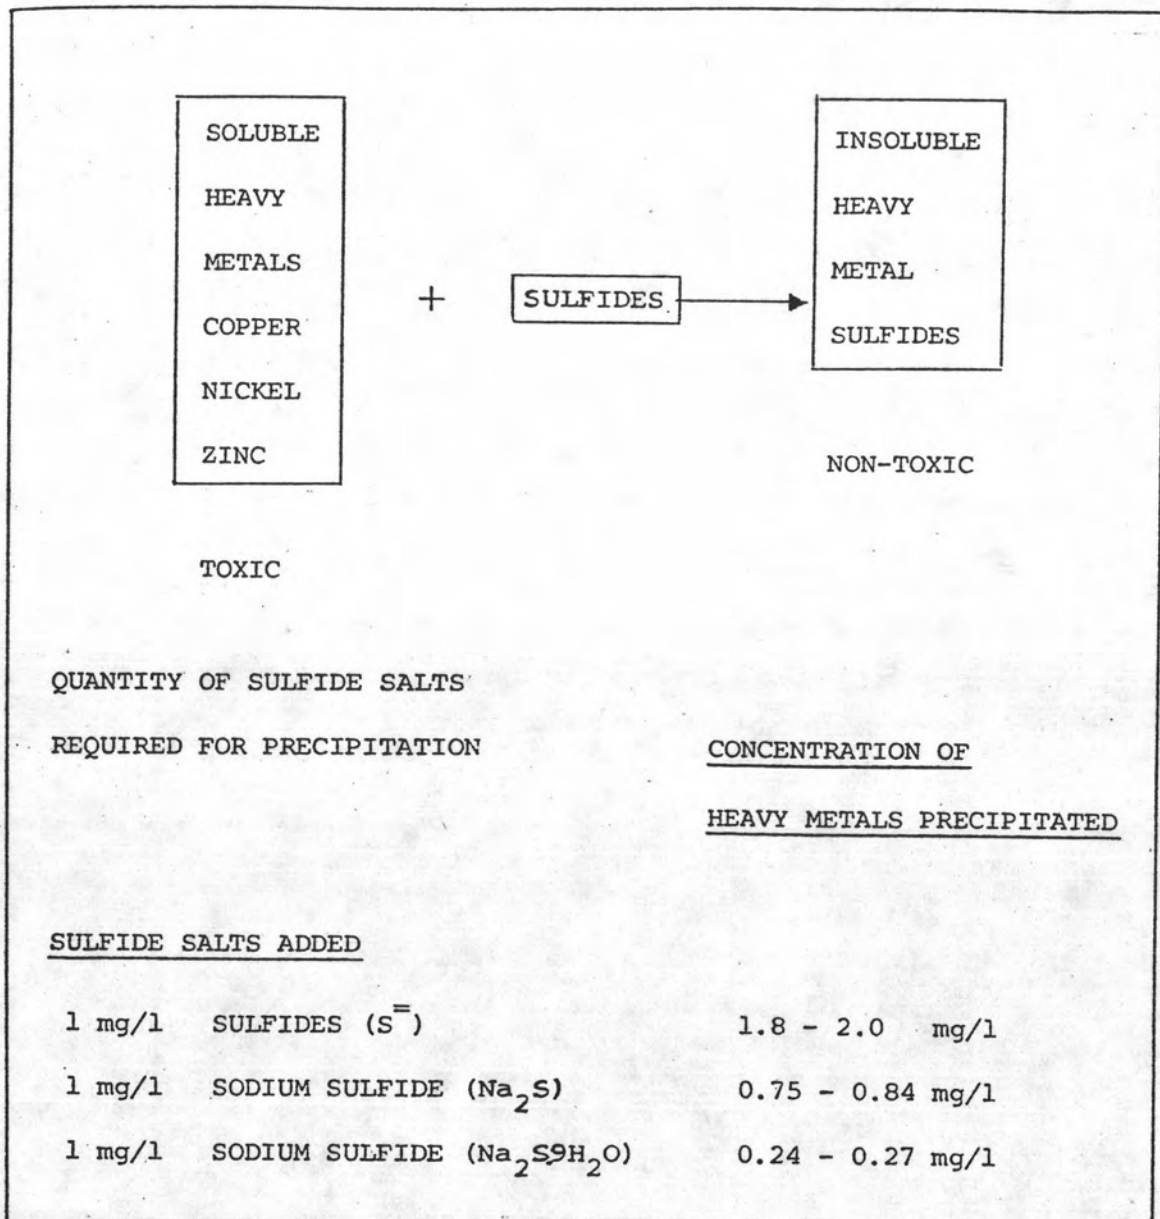 SOLUBLE
HEAVY
METALS
COPPER
NICKEL
ZINC
TOXIC
+
SULFIDES
INSOLUBLE
HEAVY
METAL
SULFIDES
NON-TOXIC
QUANTITY OF SULFIDE SALTS
REQUIRED FOR PRECIPITATION
CONCENTRATION OF
HEAVY METALS PRECIPITATED
SULFIDE SALTS ADDED
1 mg/l SULFIDES (S⁼) 1.8 - 2.0 mg/l
1 mg/l SODIUM SULFIDE (Na₂S) 0.75 - 0.84 mg/l
1 mg/l SODIUM SULFIDE (Na₂S9H₂O) 0.24 - 0.27 mg/l